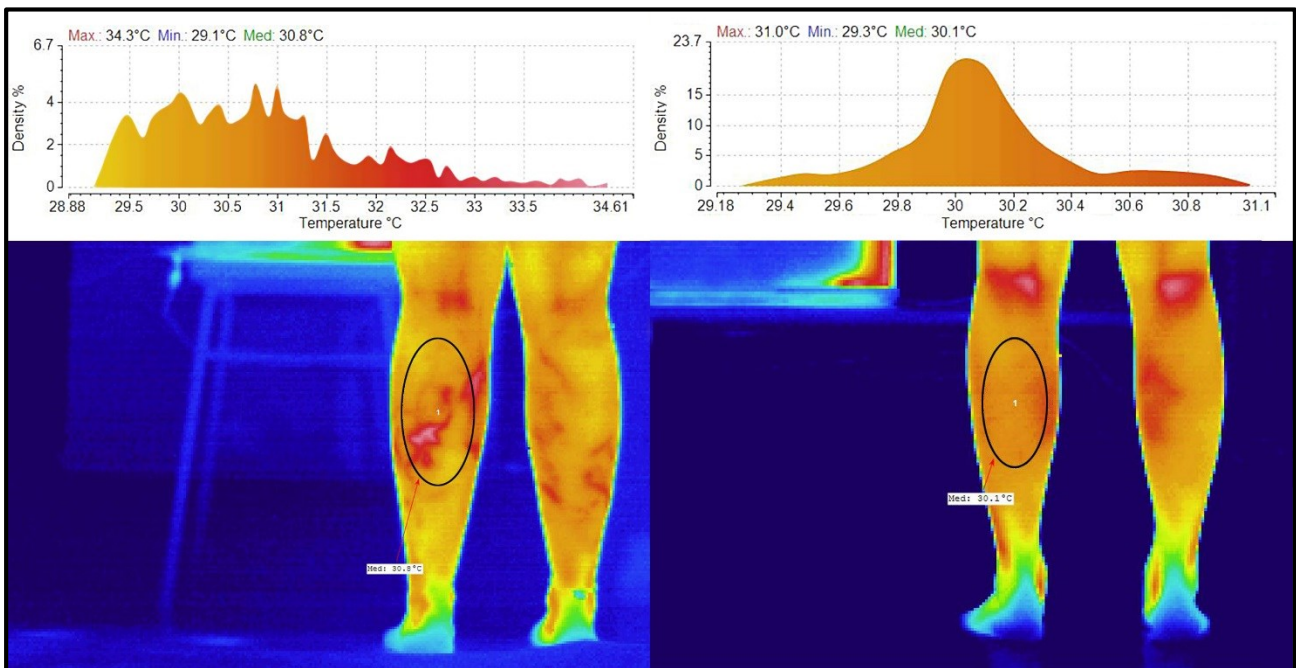 Max.: 34.3°C Min.: 29.1°C Med: 30.8°C
6.7
4
2
0
Density %
28.88 29.5 30 30.5 31 31.5 32 32.5 33 33.5 34.61
Temperature °C
Max.: 31.0°C Min.: 29.3°C Med: 30.1°C
23.7
15
10
5
0
Density %
29.18 29.4 29.6 29.8 30 30.2 30.4 30.6 30.8 31.1
Temperature °C
1
Med: 30.8°C
1
Med: 30.1°C